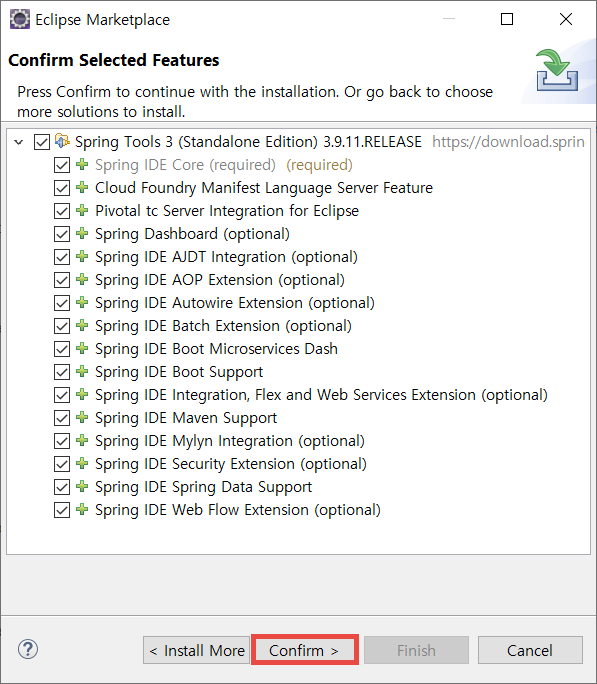 Eclipse Marketplace
Confirm Selected Features
Press Confirm to continue with the installation. Or go back to choose
more solutions to install.
Spring Tools 3 (Standalone Edition) 3.9.11.RELEASE https://download.sprin
Spring IDE Core (required) (required)
Cloud Foundry Manifest Language Server Feature
Pivotal tc Server Integration for Eclipse
Spring Dashboard (optional)
Spring IDE AJDT Integration (optional)
Spring IDE AOP Extension (optional)
Spring IDE Autowire Extension (optional)
Spring IDE Batch Extension (optional)
Spring IDE Boot Microservices Dash
Spring IDE Boot Support
Spring IDE Integration, Flex and Web Services Extension (optional)
Spring IDE Maven Support
Spring IDE Mylyn Integration (optional)
Spring IDE Security Extension (optional)
Spring IDE Spring Data Support
Spring IDE Web Flow Extension (optional)
? < Install More Confirm > Finish Cancel